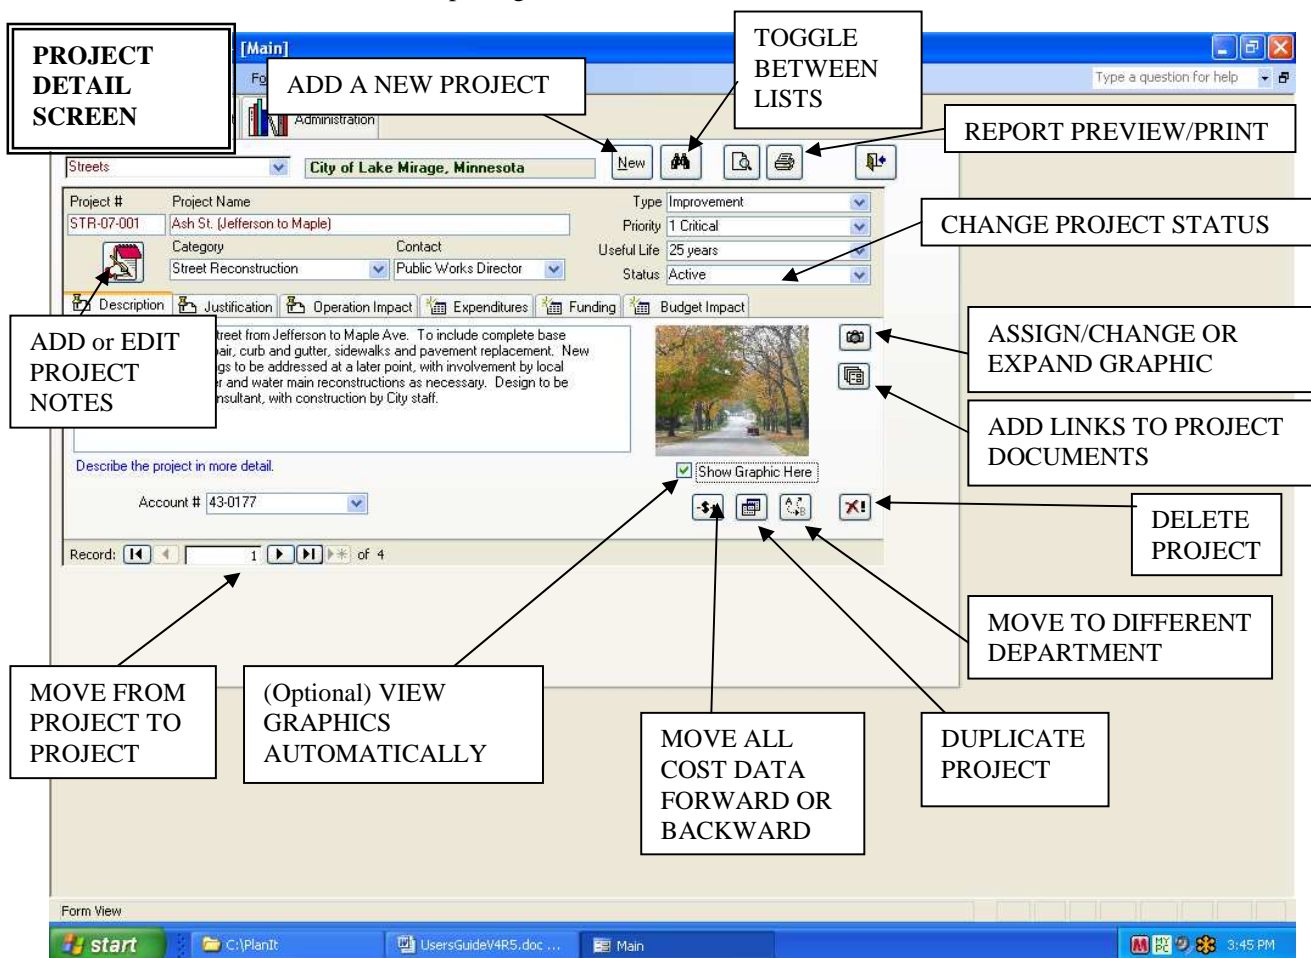 PROJECT
DETAIL
SCREEN
[Main]
ADD A NEW PROJECT
TOGGLE
BETWEEN
LISTS
Type a question for help
Administration
REPORT PREVIEW/PRINT
Streets
City of Lake Mirage, Minnesota
New
Project #
Project Name
Type
Improvement
STR-07-001
Ash St. (Jefferson to Maple)
Priority
1 Critical
CHANGE PROJECT STATUS
Category
Contact
Useful Life
25 years
Street Reconstruction
Public Works Director
Status
Active
Description
Justification
Operation Impact
Expenditures
Funding
Budget Impact
ADD or EDIT
PROJECT
NOTES
treet from Jefferson to Maple Ave. To include complete base
air, curb and gutter, sidewalks and pavement replacement. New
gs to be addressed at a later point, with involvement by local
er and water main reconstructions as necessary. Design to be
nsultant, with construction by City staff.
ASSIGN/CHANGE OR
EXPAND GRAPHIC
ADD LINKS TO PROJECT
DOCUMENTS
Describe the project in more detail.
Show Graphic Here
Account #
43-0177
DELETE
PROJECT
Record:
1
of 4
MOVE TO DIFFERENT
DEPARTMENT
MOVE FROM
PROJECT TO
PROJECT
(Optional) VIEW
GRAPHICS
AUTOMATICALLY
MOVE ALL
COST DATA
FORWARD OR
BACKWARD
DUPLICATE
PROJECT
Form View
start
C:\PlanIt
UsersGuideV4R5.doc ...
Main
3:45 PM